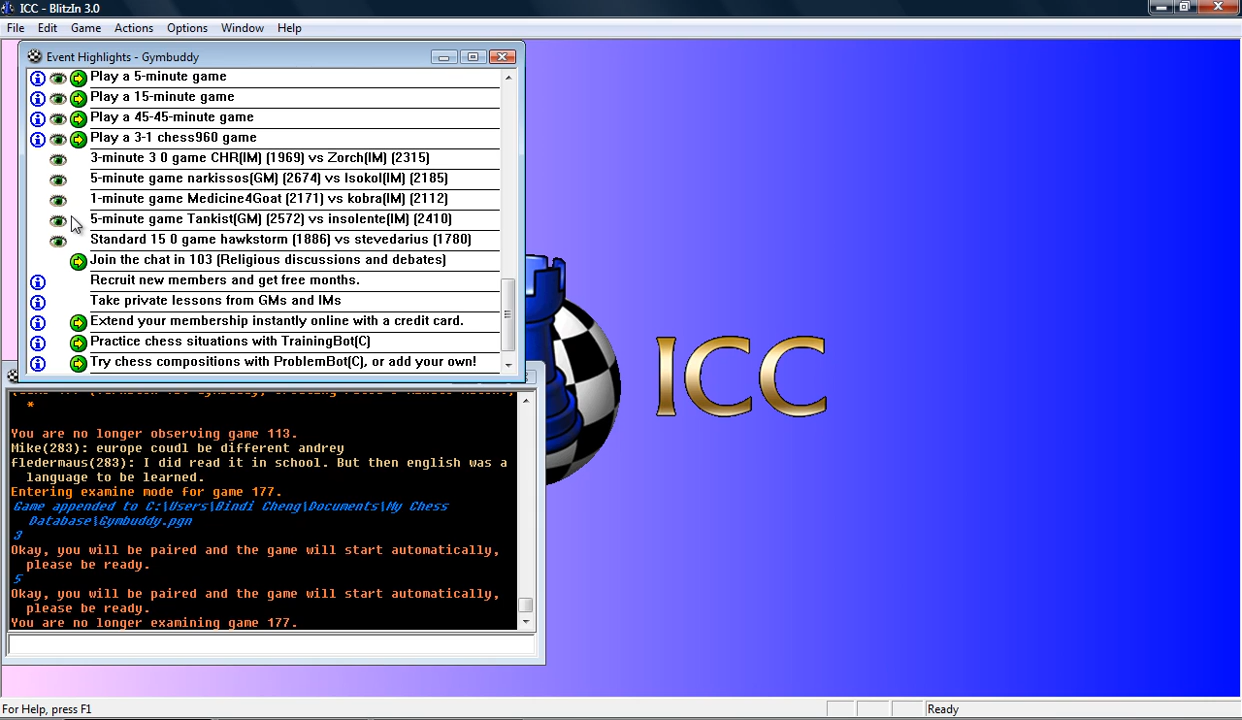 ICC - BlitzIn 3.0
File Edit Game Actions Options Window Help
Event Highlights - Gymbuddy
Play a 5-minute game
Play a 15-minute game
Play a 45-45-minute game
Play a 3-1 chess960 game
3-minute 3 0 game CHR(IM) (1969) vs Zorch(IM) (2315)
5-minute game narkissos(GM) (2674) vs Isokol(IM) (2185)
1-minute game Medicine4Goat (2171) vs kobra(IM) (2112)
5-minute game Tankist(GM) (2572) vs insolente(IM) (2410)
Standard 15 0 game hawkstorm (1886) vs stevedarius (1780)
Join the chat in 103 (Religious discussions and debates)
Recruit new members and get free months.
Take private lessons from GMs and IMs
Extend your membership instantly online with a credit card.
Practice chess situations with TrainingBot(C)
Try chess compositions with ProblemBot(C), or add your own!
*
You are no longer observing game 113.
Mike(283): europe coudl be different andrey
fledermaus(283): I did read it in school. But then english was a
language to be learned.
Entering examine mode for game 177.
Game appended to C:\Users\Bindi Cheng\Documents\My Chess
Database\Gymbuddy.pgn
3
Okay, you will be paired and the game will start automatically,
please be ready.
5
Okay, you will be paired and the game will start automatically,
please be ready.
You are no longer examining game 177.
ICC
For Help, press F1
Ready